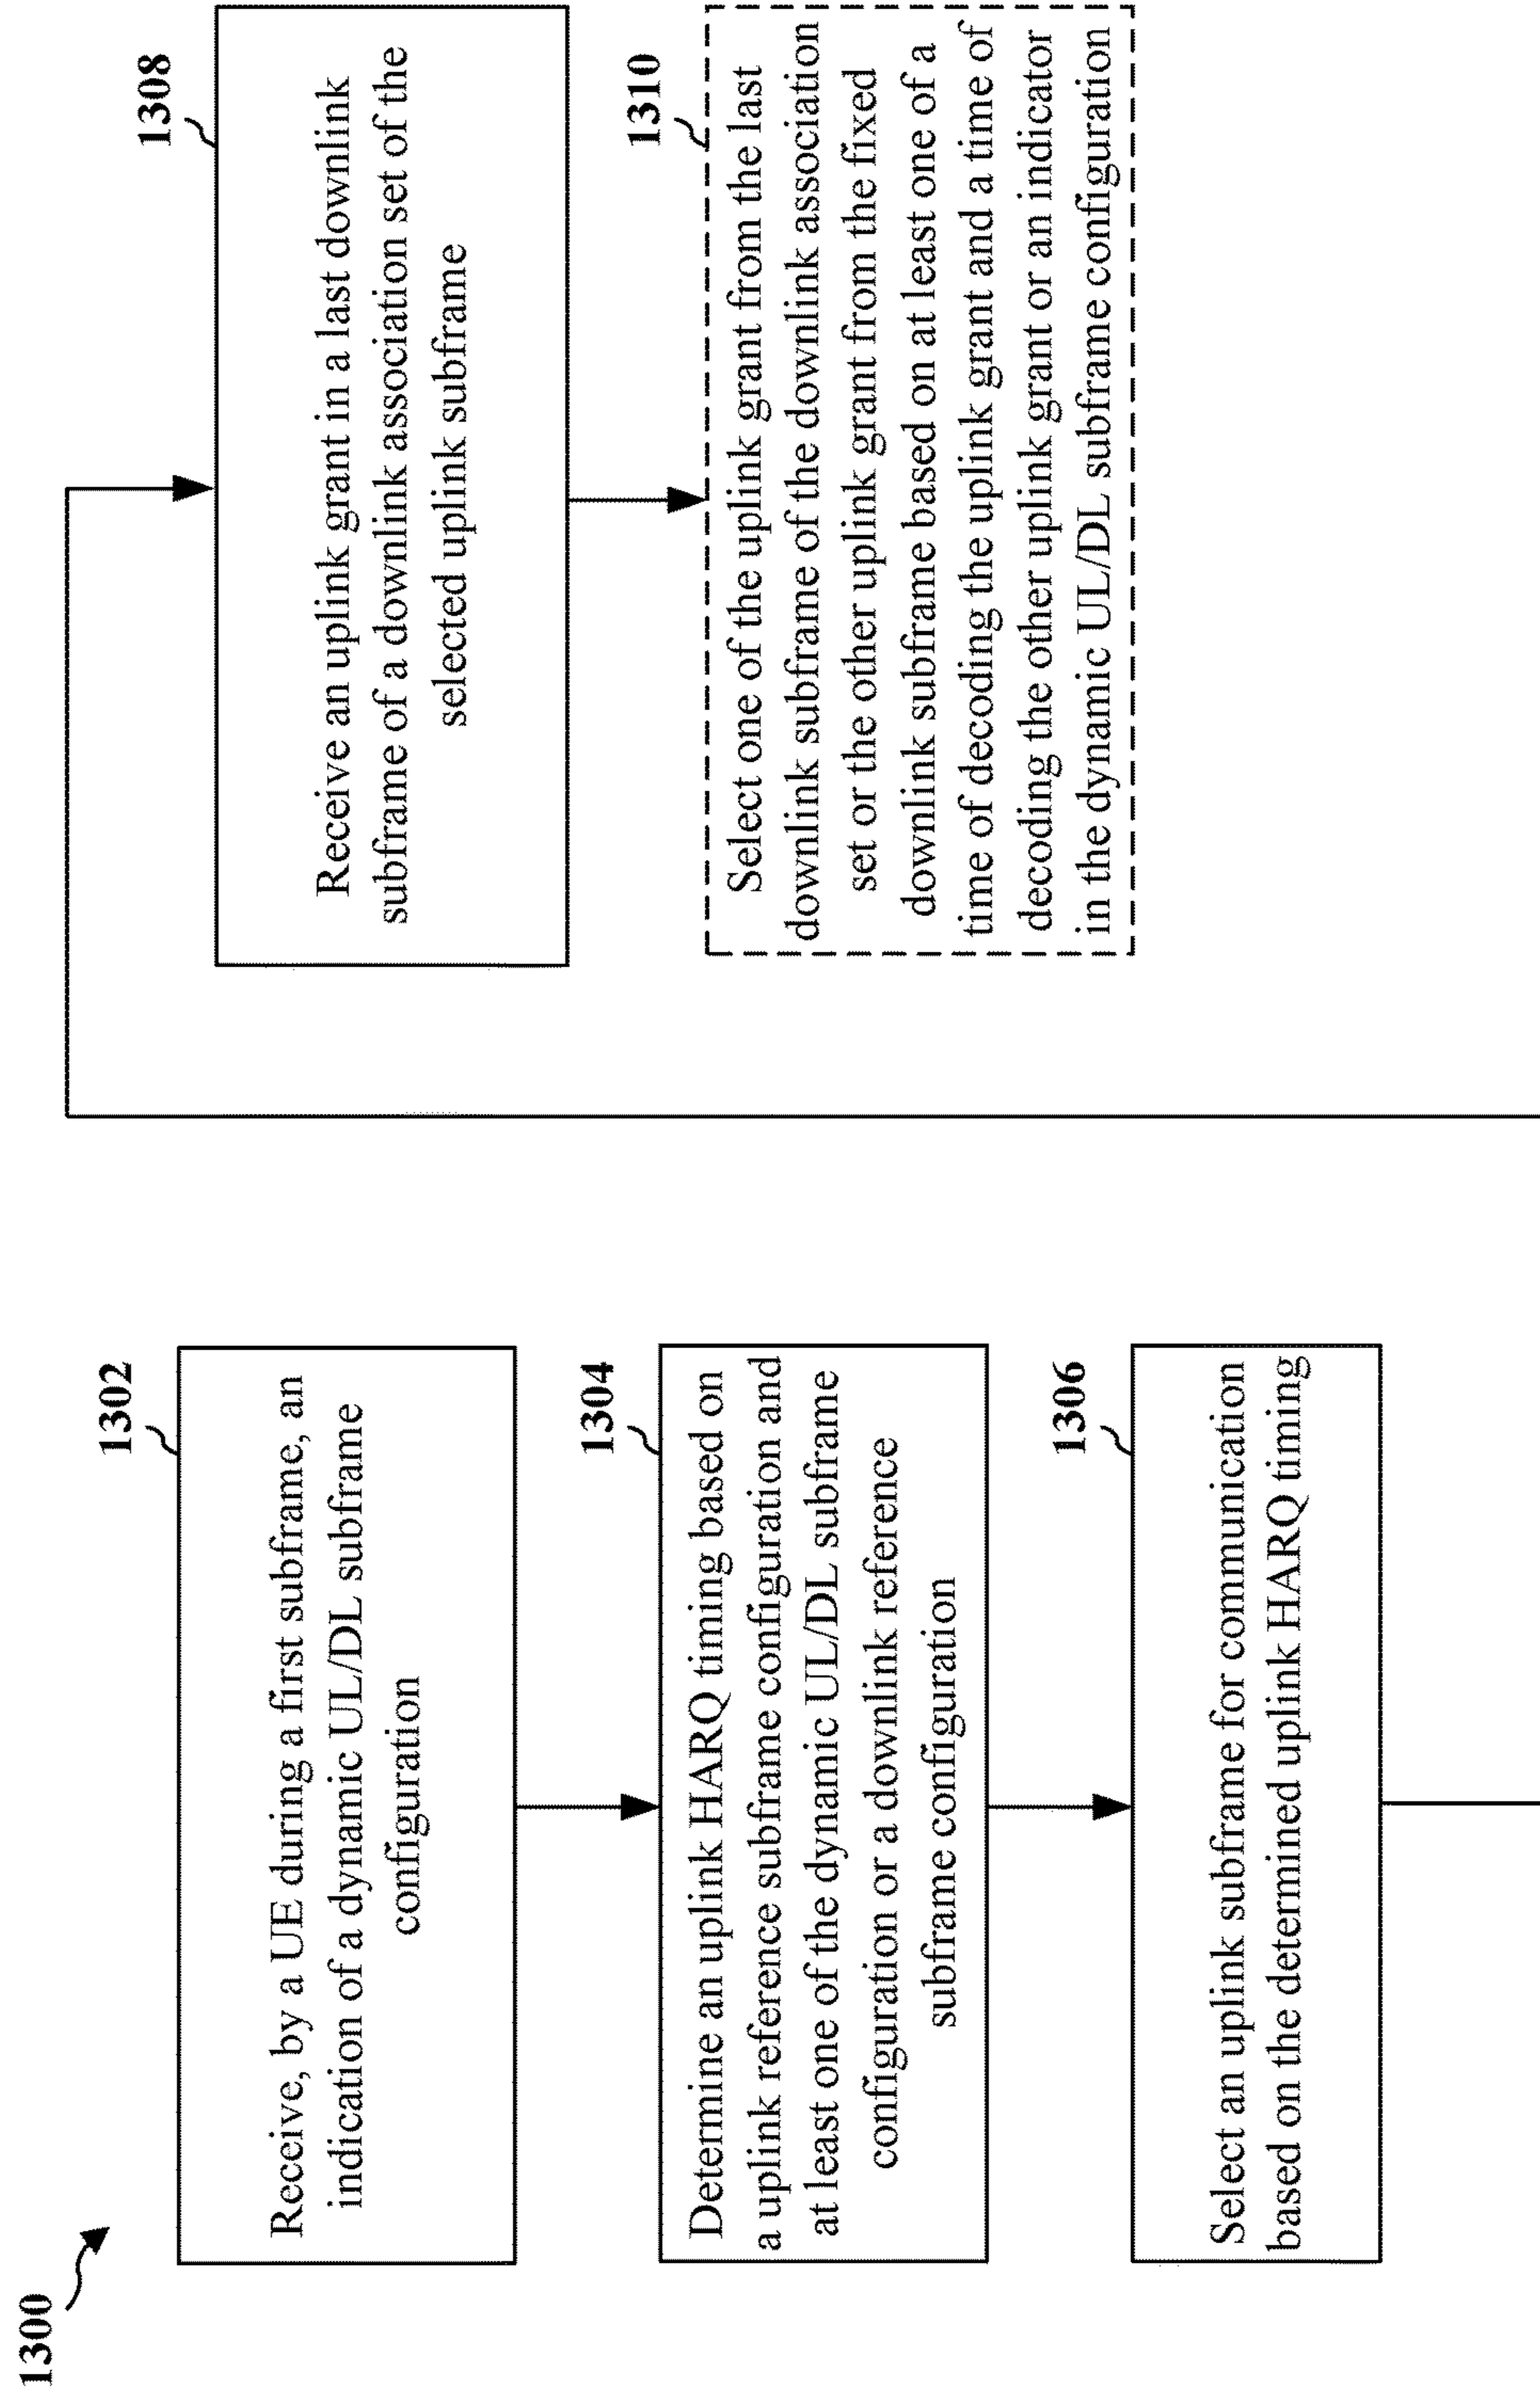 1300
1302
Receive, by a UE during a first subframe, an
indication of a dynamic UL/DL subframe
configuration
1304
Determine an uplink HARQ timing based on
a uplink reference subframe configuration and
at least one of the dynamic UL/DL subframe
configuration or a downlink reference
subframe configuration
1306
Select an uplink subframe for communication
based on the determined uplink HARQ timing
1308
Receive an uplink grant in a last downlink
subframe of a downlink association set of the
selected uplink subframe
1310
Select one of the uplink grant from the last
downlink subframe of the downlink association
set or the other uplink grant from the fixed
downlink subframe based on at least one of a
time of decoding the uplink grant and a time of
decoding the other uplink grant or an indicator
in the dynamic UL/DL subframe configuration